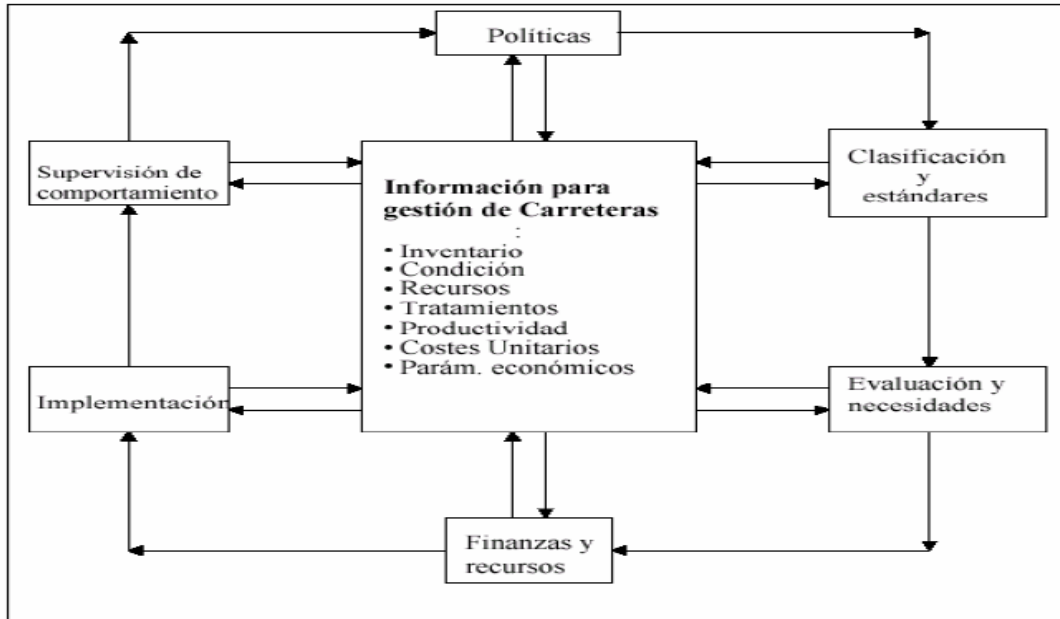 Políticas
Supervisión de
comportamiento
Información para
gestión de Carreteras
:
• Inventario
• Condición
• Recursos
• Tratamientos
• Productividad
• Costes Unitarios
• Parám. económicos
Clasificación
y
estándares
Implementación
Evaluación y
necesidades
Finanzas y
recursos